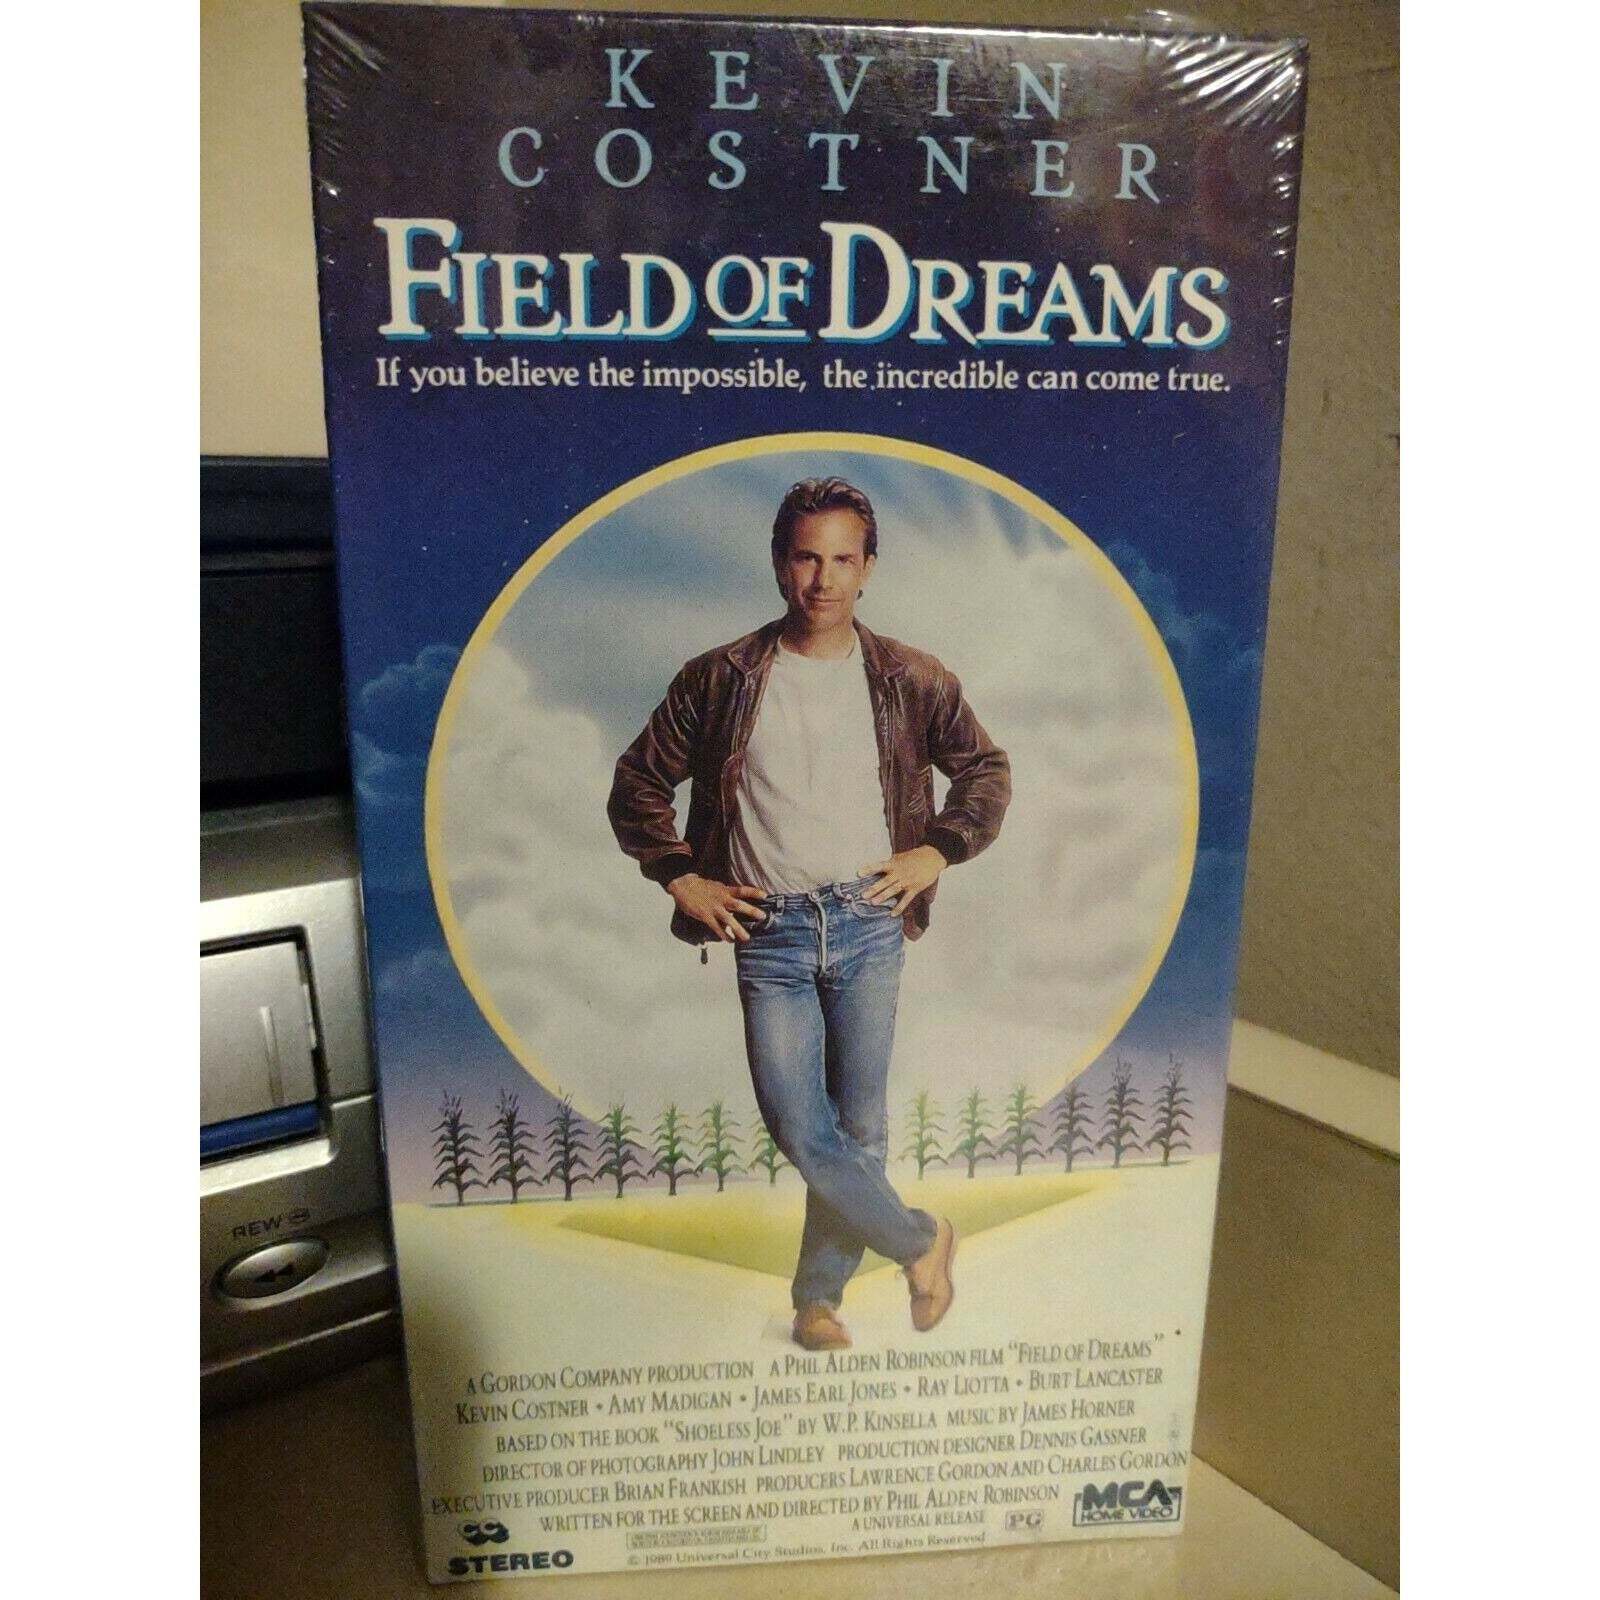 KEVIN
COSTNER
FIELD OF DREAMS
If you believe the impossible, the incredible can come true.
REW
A GORDON COMPANY PRODUCTION A PHIL ALDEN ROBINSON FILM "FIELD OF DREAMS"
KEVIN COSTNER • AMY MADIGAN • JAMES EARL JONES • RAY LIOTTA • BURT LANCASTER
BASED ON THE BOOK "SHOELESS JOE" BY W.P. KINSELLA MUSIC BY JAMES HORNER
DIRECTOR OF PHOTOGRAPHY JOHN LINDLEY PRODUCTION DESIGNER DENNIS GASSNER
EXECUTIVE PRODUCER BRIAN FRANKISH PRODUCERS LAWRENCE GORDON AND CHARLES GORDON
WRITTEN FOR THE SCREEN AND DIRECTED BY PHIL ALDEN ROBINSON
A UNIVERSAL RELEASE PG
MCA
HOME VIDEO
CC
STEREO
© 1989 Universal City Studios, Inc. All Rights Reserved